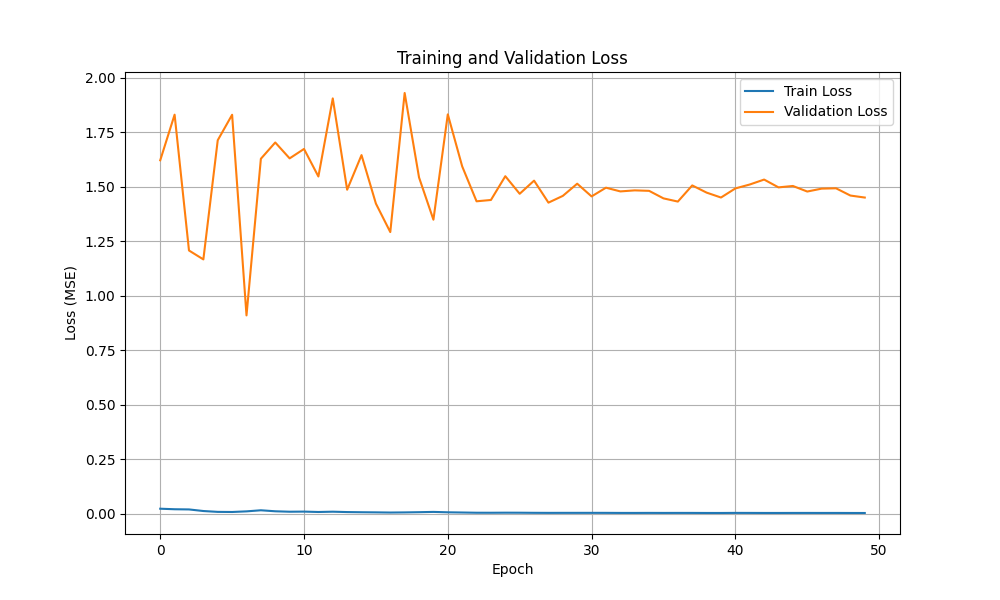 Training and Validation Loss
Train Loss
Validation Loss
Loss (MSE)
2.00
1.75
1.50
1.25
1.00
0.75
0.50
0.25
0.00
0 10 20 30 40 50
Epoch